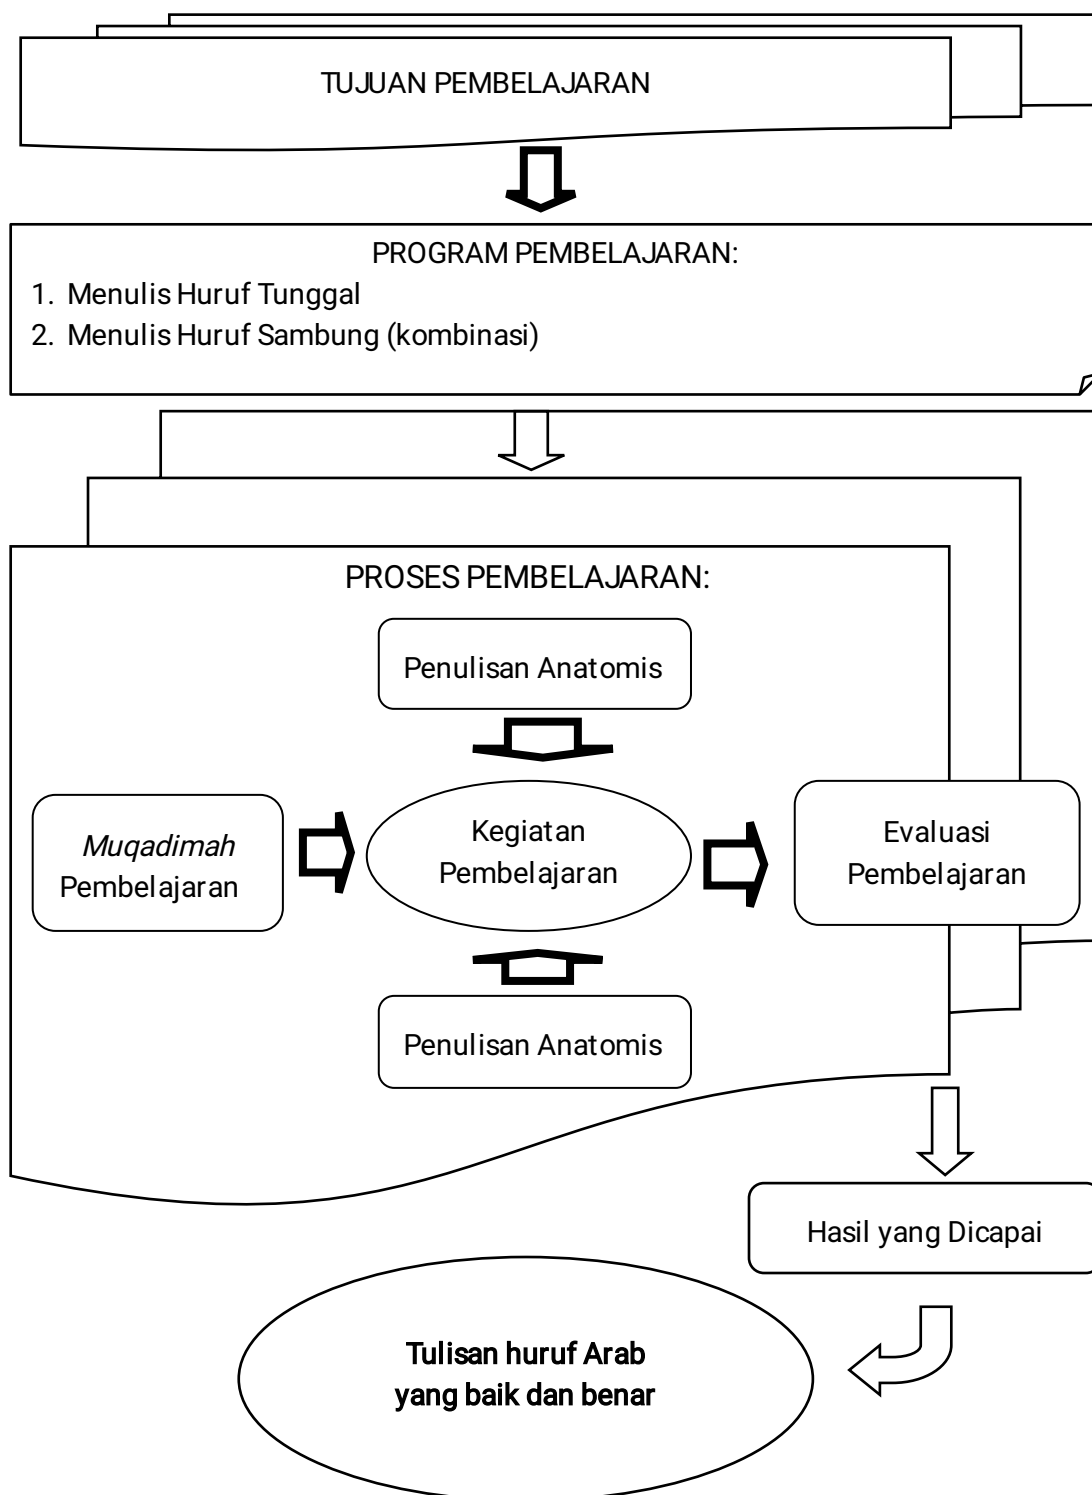 TUJUAN PEMBELAJARAN
PROGRAM PEMBELAJARAN:
1. Menulis Huruf Tunggal
2. Menulis Huruf Sambung (kombinasi)
PROSES PEMBELAJARAN:
Penulisan Anatomis
Muqadimah
Pembelajaran
Kegiatan
Pembelajaran
Evaluasi
Pembelajaran
Penulisan Anatomis
Hasil yang Dicapai
Tulisan huruf Arab
yang baik dan benar